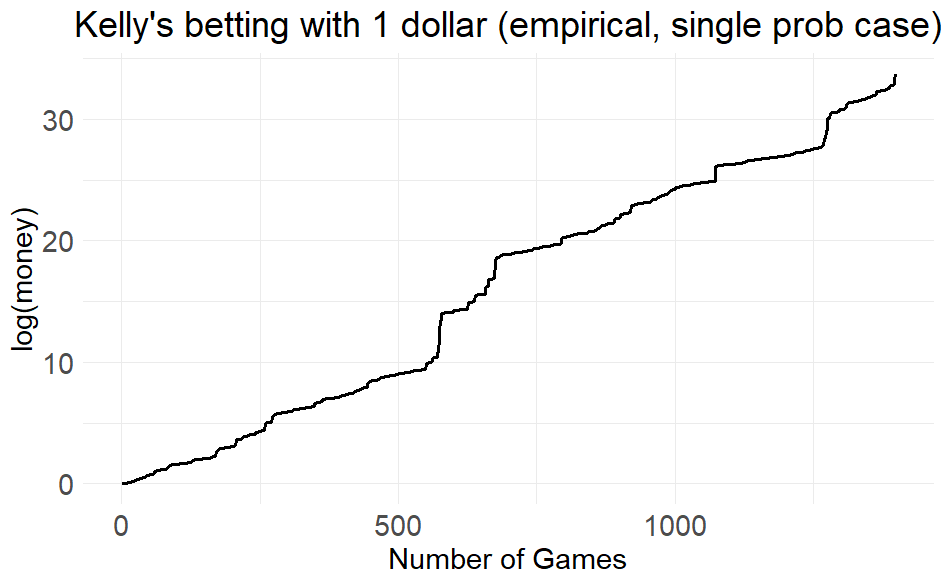 Kelly's betting with 1 dollar (empirical, single prob case)
30
20
10
0
log(money)
0 500 1000
Number of Games